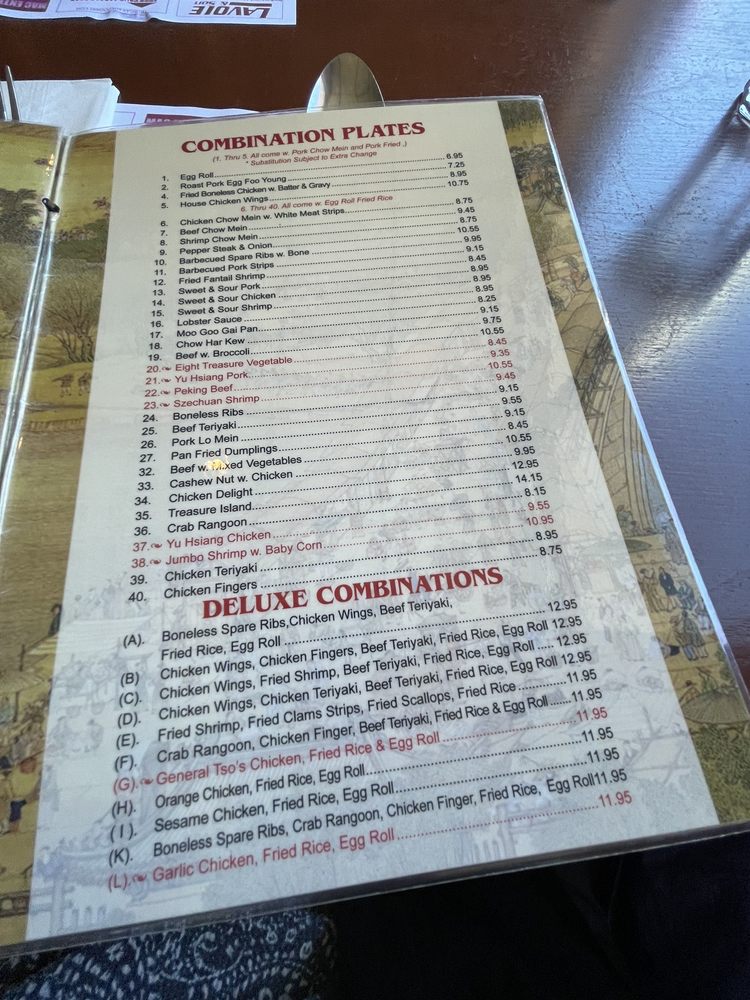 MAC ENTE
LAVOIE
& SON
COMBINATION PLATES
(1. Thru 5. All come w. Pork Chow Mein and Pork Fried ,)
* Substitution Subject to Extra Change
1. Egg Roll 6.95
2. Roast Pork Egg Foo Young 7.25
4. Fried Boneless Chicken w. Batter & Gravy 8.95
5. House Chicken Wings 10.75
6. Thru 40. All come w. Egg Roll Fried Rice
6. Chicken Chow Mein w. White Meat Strips 8.75
7. Beef Chow Mein 9.45
8. Shrimp Chow Mein 8.75
9. Pepper Steak & Onion 10.55
10. Barbecued Spare Ribs w. Bone 9.95
11. Barbecued Pork Strips 9.15
12. Fried Fantail Shrimp 8.45
13. Sweet & Sour Pork 8.95
14. Sweet & Sour Chicken 8.95
15. Sweet & Sour Shrimp 8.95
16. Lobster Sauce 8.25
17. Moo Goo Gai Pan 9.15
18. Chow Har Kew 9.75
19. Beef w. Broccoli 10.55
20. Eight Treasure Vegetable 8.45
21. Yu Hsiang Pork 9.35
22. Peking Beef 10.55
23. Szechuan Shrimp 9.45
24. Boneless Ribs 9.15
25. Beef Teriyaki 9.55
26. Pork Lo Mein 9.15
27. Pan Fried Dumplings 8.45
32. Beef w. Mixed Vegetables 10.55
33. Cashew Nut w. Chicken 9.95
34. Chicken Delight 12.95
35. Treasure Island 14.15
36. Crab Rangoon 8.15
37. Yu Hsiang Chicken 9.55
38. Jumbo Shrimp w. Baby Corn 10.95
39. Chicken Teriyaki 8.95
40. Chicken Fingers 8.75
DELUXE COMBINATIONS
(A). Boneless Spare Ribs,Chicken Wings, Beef Teriyaki,
Fried Rice, Egg Roll 12.95
(B) Chicken Wings, Chicken Fingers, Beef Teriyaki, Fried Rice, Egg Roll 12.95
(C). Chicken Wings, Fried Shrimp, Beef Teriyaki, Fried Rice, Egg Roll ..... 12.95
(D). Chicken Wings, Chicken Teriyaki, Beef Teriyaki, Fried Rice, Egg Roll 12.95
(E). Fried Shrimp, Fried Clams Strips, Fried Scallops, Fried Rice 11.95
(F). Crab Rangoon, Chicken Finger, Beef Teriyaki, Fried Rice & Egg Roll 11.95
(G). General Tso's Chicken, Fried Rice & Egg Roll 11.95
(H). Orange Chicken, Fried Rice, Egg Roll 11.95
( I ). Sesame Chicken, Fried Rice, Egg Roll 11.95
(K). Boneless Spare Ribs, Crab Rangoon, Chicken Finger, Fried Rice, Egg Roll11.95
(L). Garlic Chicken, Fried Rice, Egg Roll 11.95